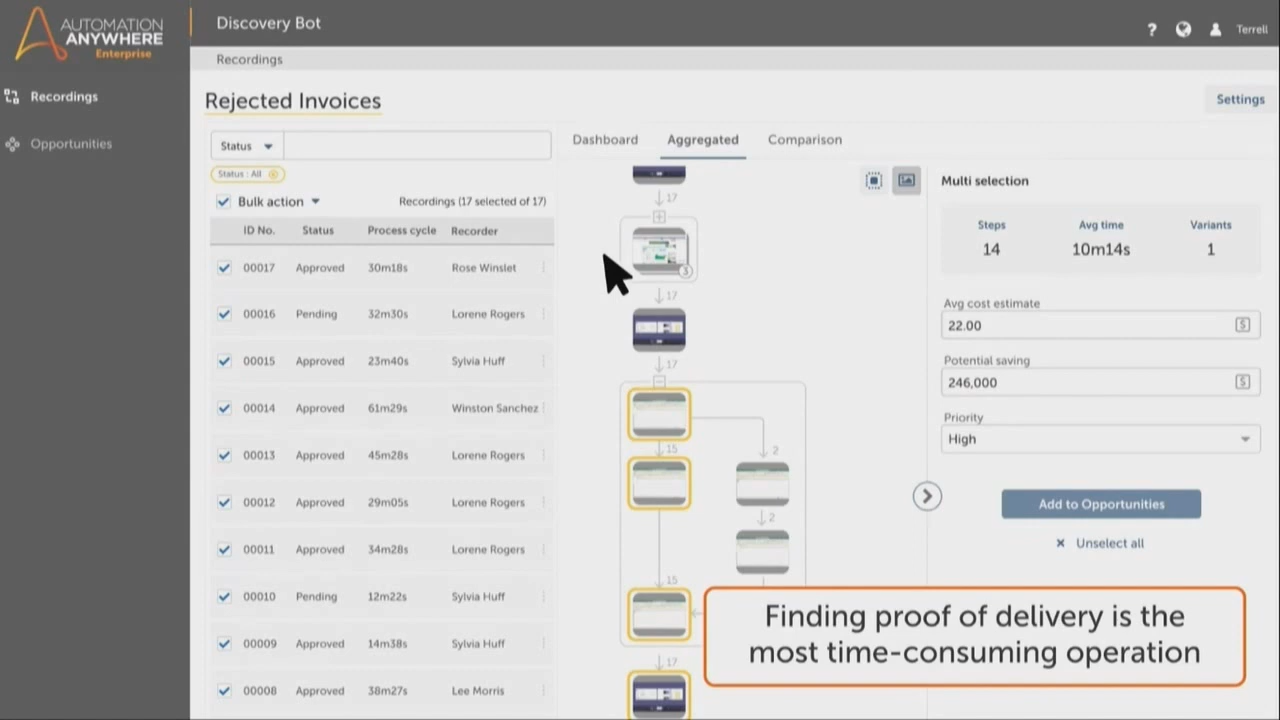 AUTOMATION
ANYWHERE
Enterprise
Discovery Bot
?
Terrell
Recordings
Recordings
Opportunities
Rejected Invoices
Settings
Status
Status : All
Bulk action
Recordings (17 selected of 17)
ID No. Status Process cycle Recorder
00017 Approved 30m18s Rose Winslet
00016 Pending 32m30s Lorene Rogers
00015 Approved 23m40s Sylvia Huff
00014 Approved 61m29s Winston Sanchez
00013 Approved 45m28s Lorene Rogers
00012 Approved 29m05s Lorene Rogers
00011 Approved 34m28s Lorene Rogers
00010 Pending 12m22s Sylvia Huff
00009 Approved 14m38s Sylvia Huff
00008 Approved 38m27s Lee Morris
Dashboard Aggregated Comparison
17
3
17
17
15
2
2
15
17
Multi selection
Steps Avg time Variants
14 10m14s 1
Avg cost estimate
22.00
Potential saving
246,000
Priority
High
Add to Opportunities
Unselect all
Finding proof of delivery is the
most time-consuming operation